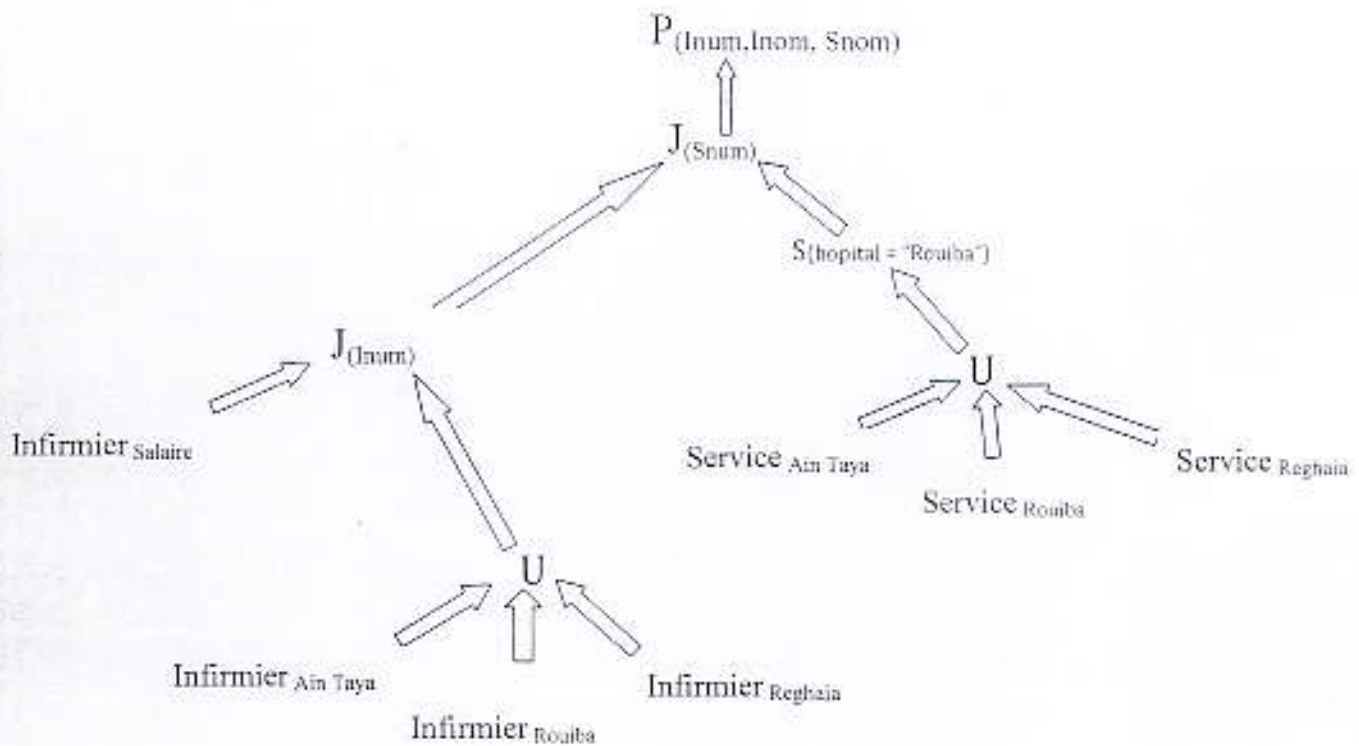 P(Inum,Inom, Snom)
J(Snum)
S(hopital = "Rouiba")
J(Inum)
U
Infirmier Salaire
Service Ain Taya
Service Reghaia
Service Rouiba
U
Infirmier Ain Taya
Infirmier Reghaia
Infirmier Rouiba